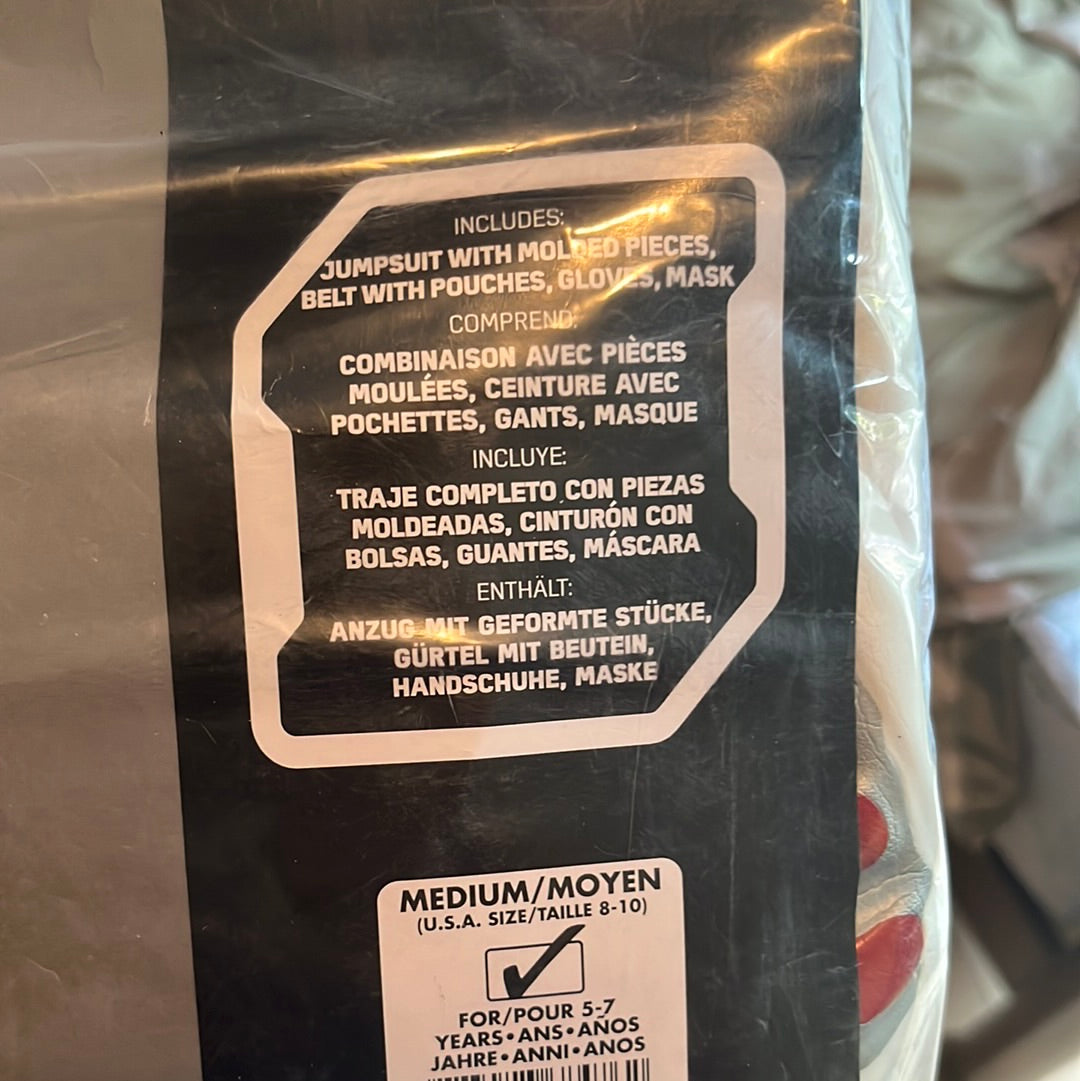 INCLUDES:
JUMPSUIT WITH MOLDED PIECES,
BELT WITH POUCHES, GLOVES, MASK
COMPREND:
COMBINAISON AVEC PIÈCES
MOULÉES, CEINTURE AVEC
POCHETTES, GANTS, MASQUE
INCLUYE:
TRAJE COMPLETO CON PIEZAS
MOLDEADAS, CINTURÓN CON
BOLSAS, GUANTES, MÁSCARA
ENTHÄLT:
ANZUG MIT GEFORMTE STÜCKE,
GÜRTEL MIT BEUTEIN,
HANDSCHUHE, MASKE
MEDIUM/MOYEN
(U.S.A. SIZE/TAILLE 8-10)
FOR/POUR 5-7
YEARS•ANS•AÑOS
JAHRE•ANNI•ANOS